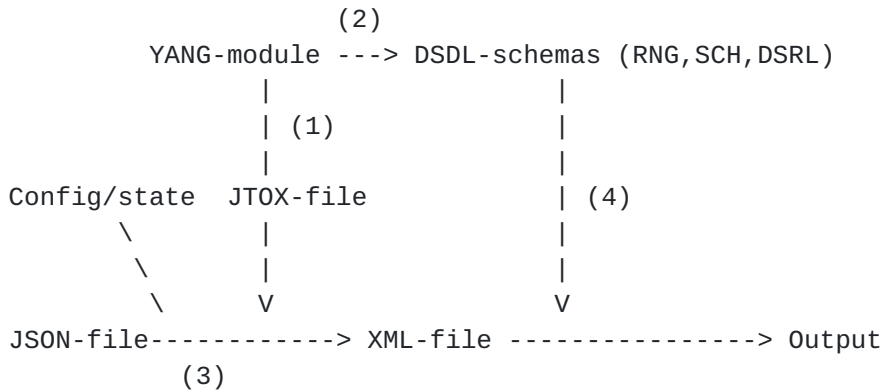 (2)
YANG-module ---> DSDL-schemas (RNG,SCH,DSRL)
| |
| (1) |
| |
Config/state JTOX-file | (4)
\ | |
\ | |
\ V V
JSON-file------------> XML-file ----------------> Output
(3)